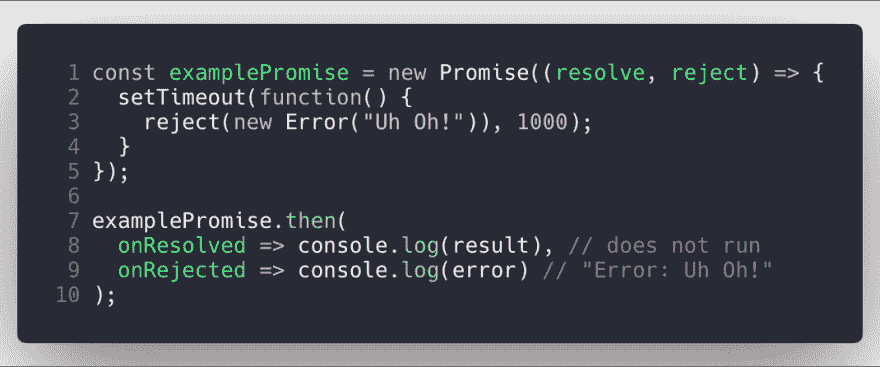 1 const examplePromise = new Promise((resolve, reject) => {
2   setTimeout(function() {
3     reject(new Error("Uh Oh!")), 1000);
4   }
5 });
6
7 examplePromise.then(
8   onResolved => console.log(result), // does not run
9   onRejected => console.log(error) // "Error: Uh Oh!"
10 );